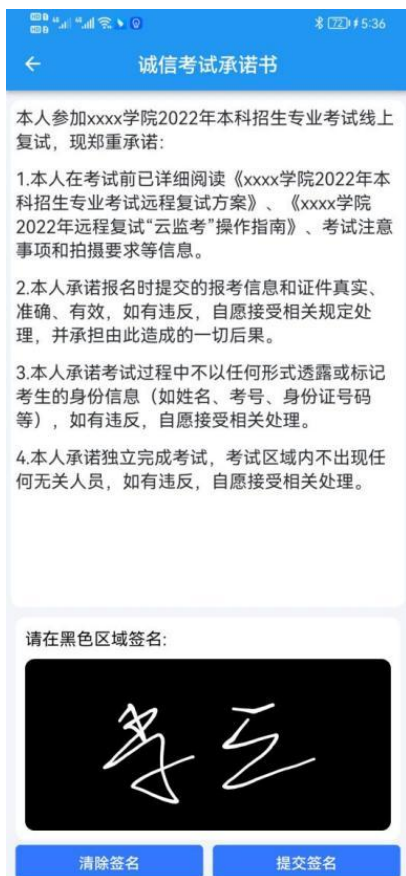 5:36
72
诚信考试承诺书
本人参加xxxx学院2022年本科招生专业考试线上
复试，现郑重承诺：
1.本人在考试前已详细阅读《xxxx学院2022年本
科招生专业考试远程复试方案》、《xxxx学院
2022年远程复试“云监考”操作指南》、考试注意
事项和拍摄要求等信息。
2.本人承诺报名时提交的报考信息和证件真实、
准确、有效，如有违反，自愿接受相关规定处
理，并承担由此造成的一切后果。
3.本人承诺考试过程中不以任何形式透露或标记
考生的身份信息（如姓名、考号、身份证号码
等），如有违反，自愿接受相关处理。
4.本人承诺独立完成考试，考试区域内不出现任
何无关人员，如有违反，自愿接受相关处理。
请在黑色区域签名:
清除签名
提交签名